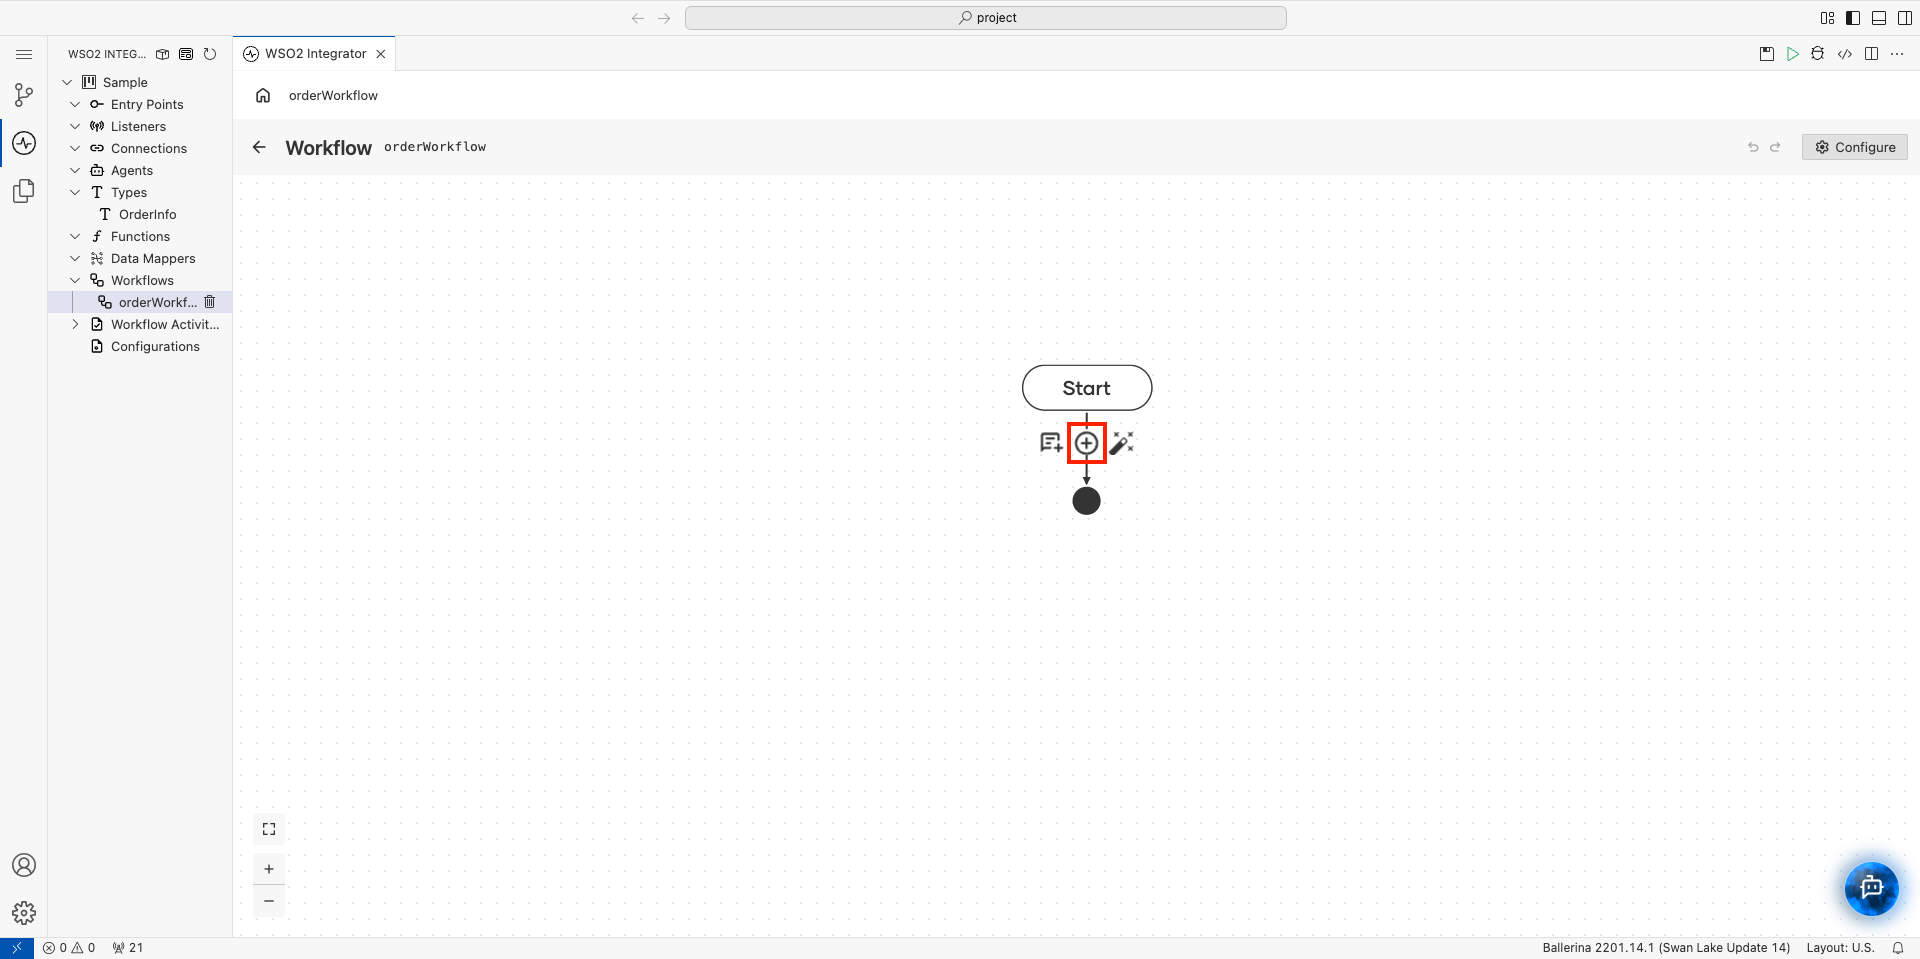 project
WSO2 INTEG...
WSO2 Integrator
Sample
Entry Points
Listeners
Connections
Agents
Types
OrderInfo
Functions
Data Mappers
Workflows
orderWorkf...
Workflow Activit...
Configurations
orderWorkflow
Workflow orderWorkflow
Configure
Start
0 0 21
Ballerina 2201.14.1 (Swan Lake Update 14) Layout: U.S.